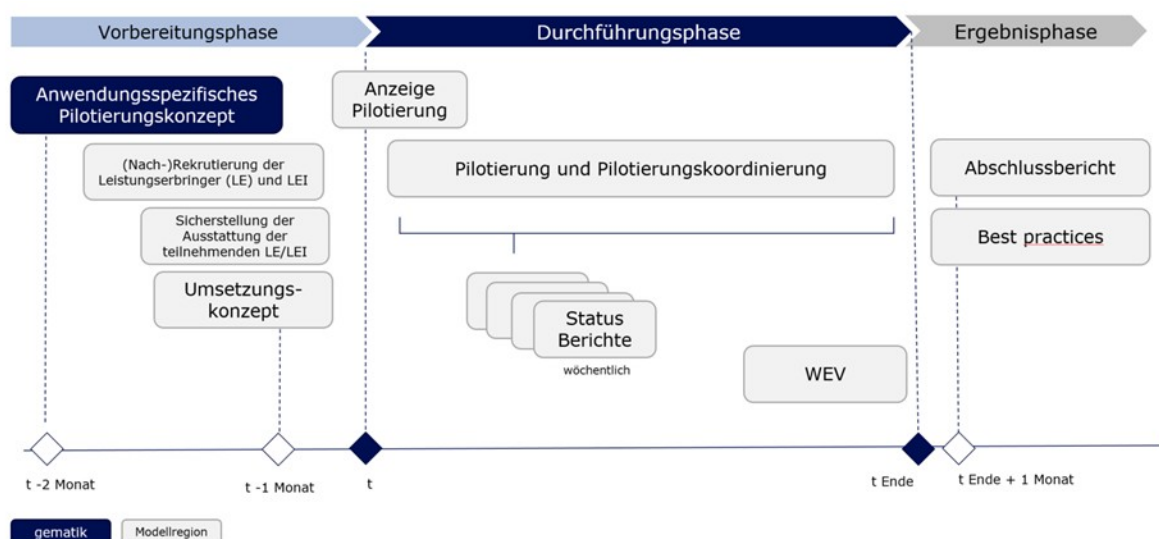 Vorbereitungsphase
Durchführungsphase
Ergebnisphase
Anwendungsspezifisches
Pilotierungskonzept
Anzeige
Pilotierung
(Nach-)Rekrutierung der
Leistungserbringer (LE) und LEI
Pilotierung und Pilotierungskoordinierung
Abschlussbericht
Sicherstellung der
Ausstattung der
teilnehmenden LE/LEI
Best practices
Umsetzungs-
konzept
Status
Berichte
wöchentlich
WEV
t -2 Monat
t -1 Monat
t
t Ende
t Ende + 1 Monat
gematik
Modellregion